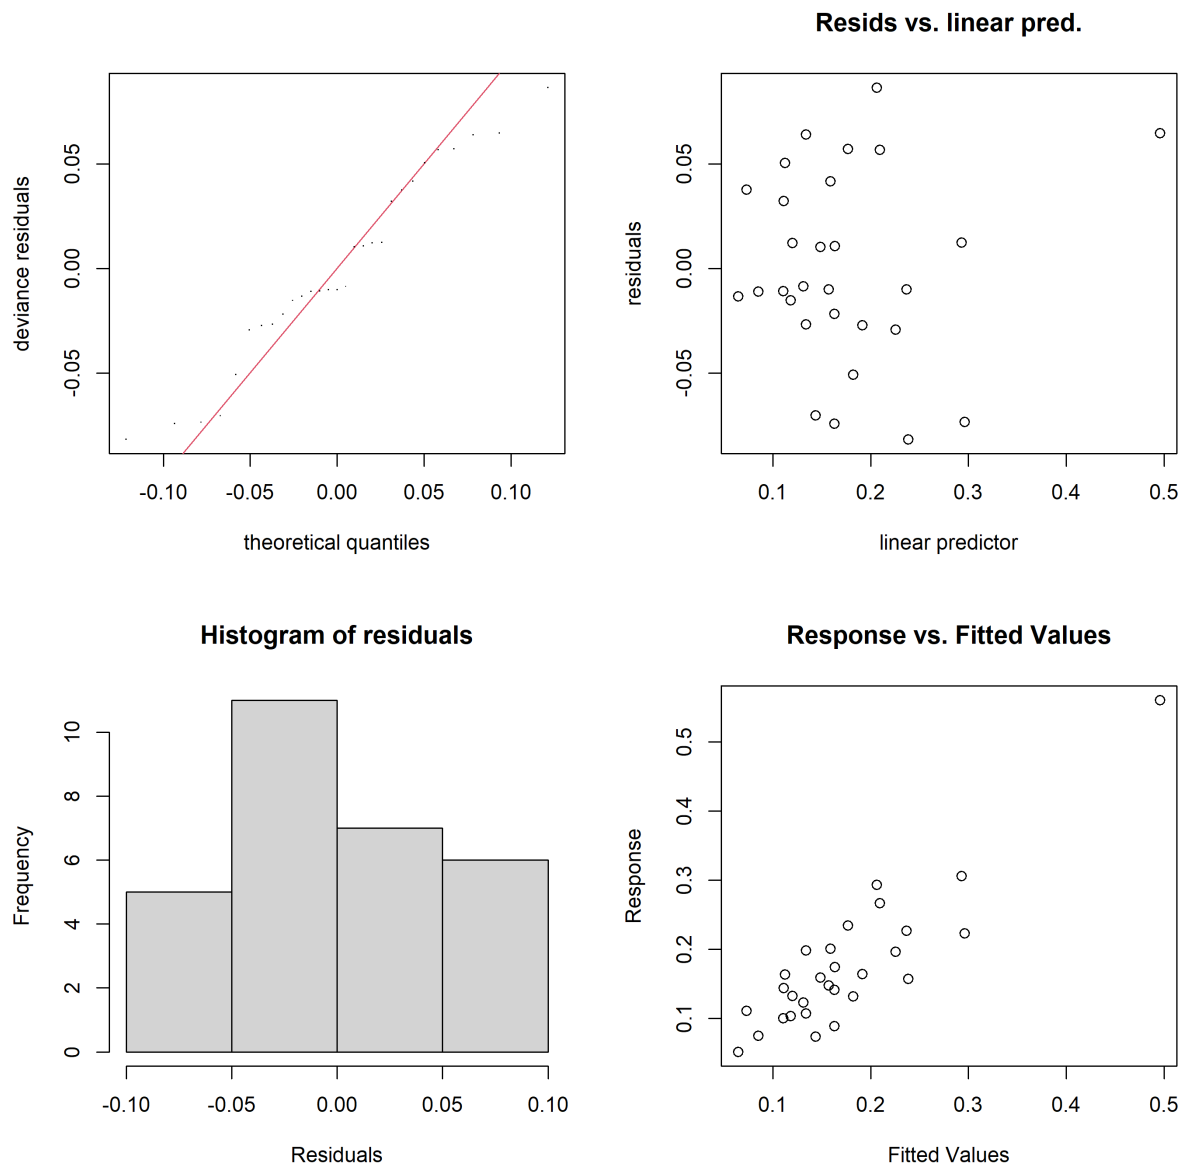 deviance residuals
0.05
0.00
-0.05
-0.10 -0.05 0.00 0.05 0.10
theoretical quantiles
Resids vs. linear pred.
residuals
0.05
0.00
-0.05
0.1 0.2 0.3 0.4 0.5
linear predictor
Histogram of residuals
Frequency
10
8
6
4
2
0
-0.10 -0.05 0.00 0.05 0.10
Residuals
Response vs. Fitted Values
Response
0.5
0.4
0.3
0.2
0.1
0.1 0.2 0.3 0.4 0.5
Fitted Values